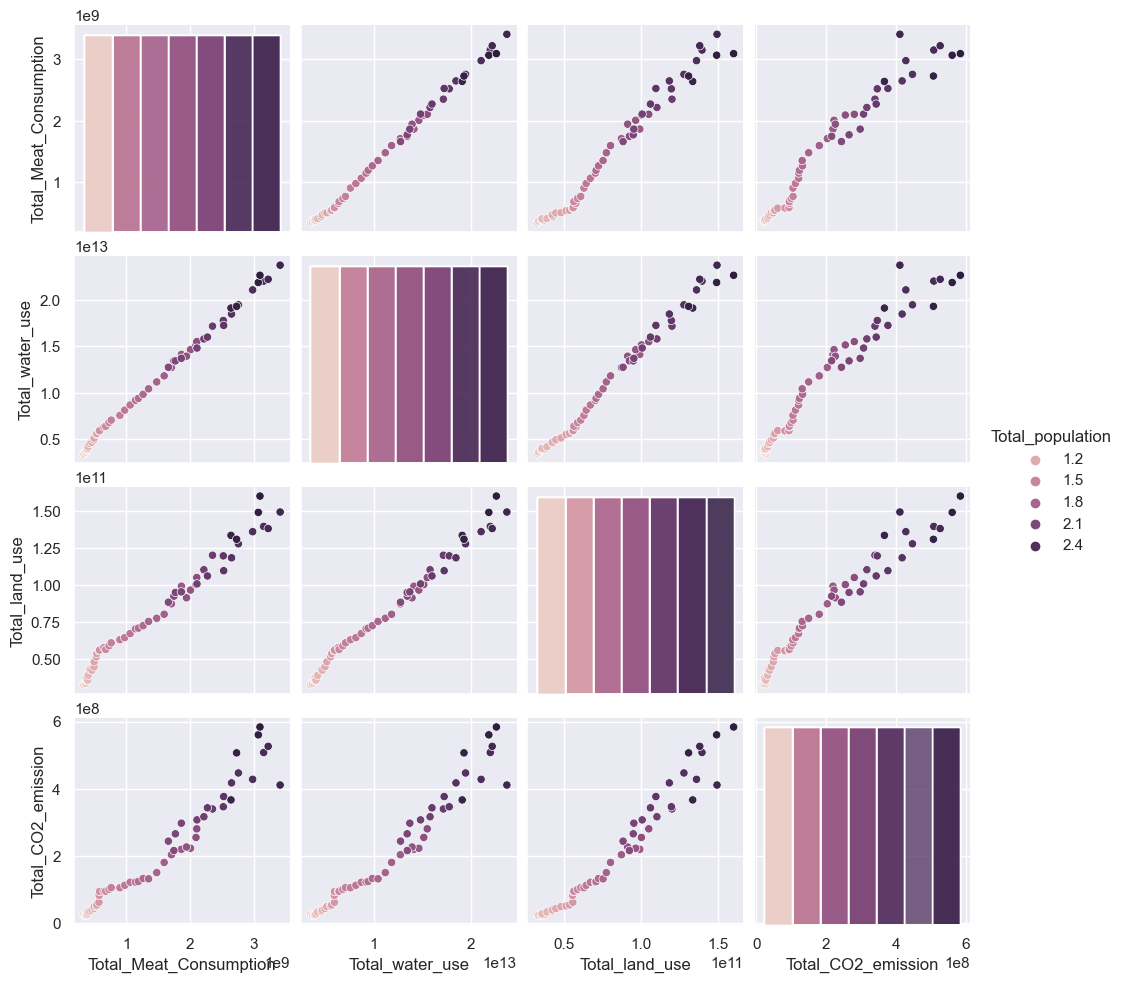 1e9
Total_Meat_Consumption
3
2
1
1e13
Total_water_use
2.0
1.5
1.0
0.5
Total_population
1.2
1.5
1.8
2.1
2.4
1e11
Total_land_use
1.50
1.25
1.00
0.75
0.50
1e8
Total_CO2_emission
6
4
2
0
1 2 3
1 2
0.5 1.0 1.5
0 2 4 6
Total_Meat_Consumption 1e9
Total_water_use 1e13
Total_land_use 1e11
Total_CO2_emission 1e8